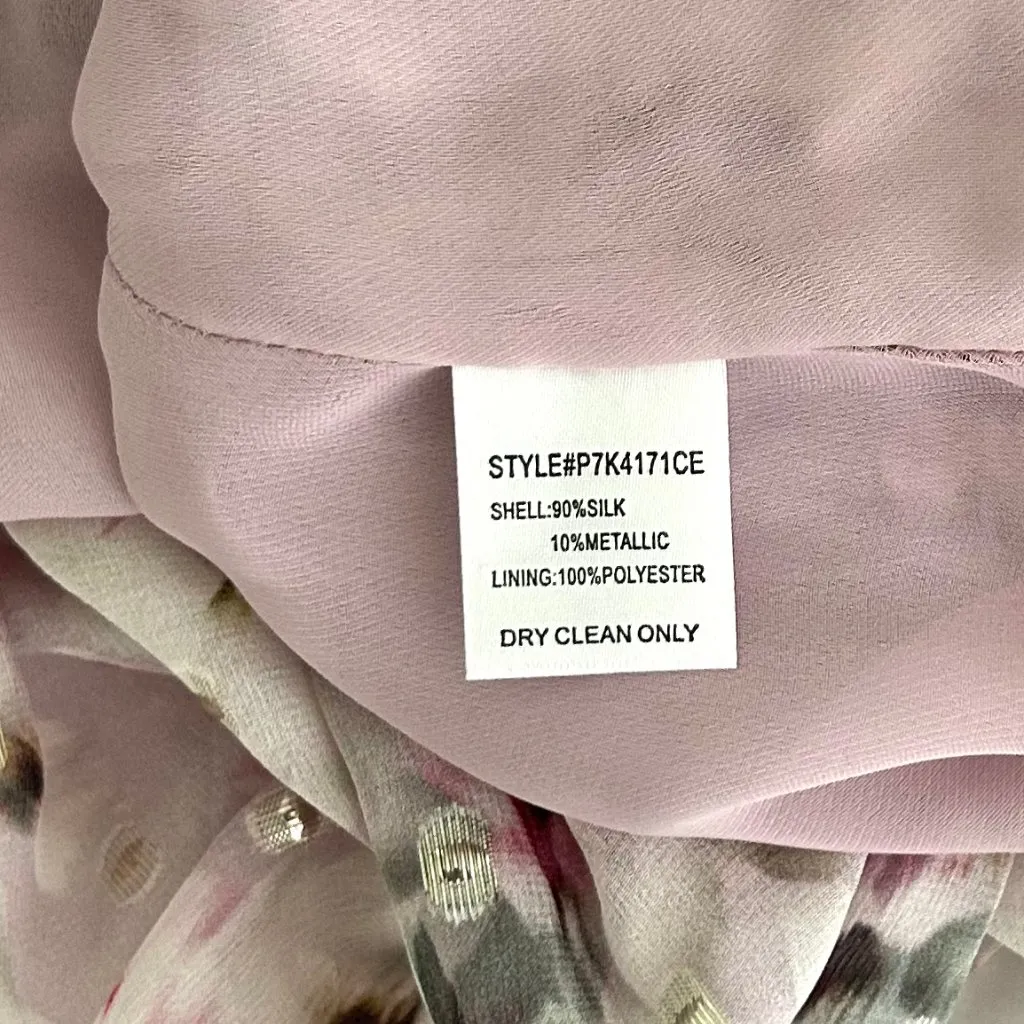 STYLE#P7K4171CE
SHELL:90%SILK
10%METALLIC
LINING:100%POLYESTER
DRY CLEAN ONLY